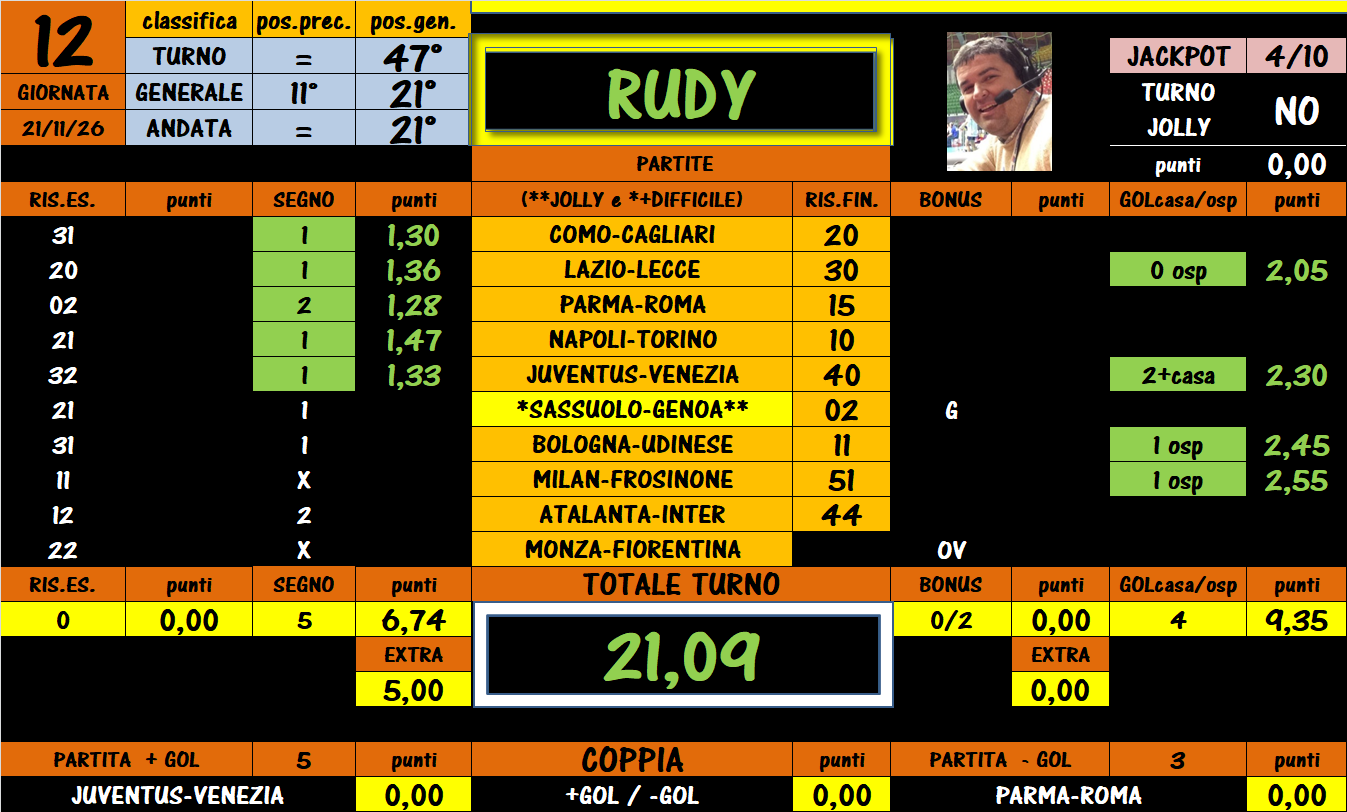 12 classifica pos.prec. pos.gen.
TURNO = 47° RUDY JACKPOT 4/10
GIORNATA GENERALE 11° 21° TURNO JOLLY NO
21/11/26 ANDATA = 21°
PARTITE punti 0,00
RIS.ES. punti SEGNO punti (**JOLLY e *+DIFFICILE) RIS.FIN. BONUS punti GOLcasa/osp punti
31 1 1,30 COMO-CAGLIARI 20
20 1 1,36 LAZIO-LECCE 30 0 osp 2,05
02 2 1,28 PARMA-ROMA 15
21 1 1,47 NAPOLI-TORINO 10
32 1 1,33 JUVENTUS-VENEZIA 40 2+casa 2,30
21 1 *SASSUOLO-GENOA** 02 G
31 1 BOLOGNA-UDINESE 11 1 osp 2,45
11 X MILAN-FROSINONE 51 1 osp 2,55
12 2 ATALANTA-INTER 44
22 X MONZA-FIORENTINA OV
RIS.ES. punti SEGNO punti TOTALE TURNO BONUS punti GOLcasa/osp punti
0 0,00 5 6,74 21,09 0/2 0,00 4 9,35
EXTRA EXTRA
5,00 0,00
PARTITA + GOL 5 punti COPPIA punti PARTITA - GOL 3 punti
JUVENTUS-VENEZIA 0,00 +GOL / -GOL 0,00 PARMA-ROMA 0,00